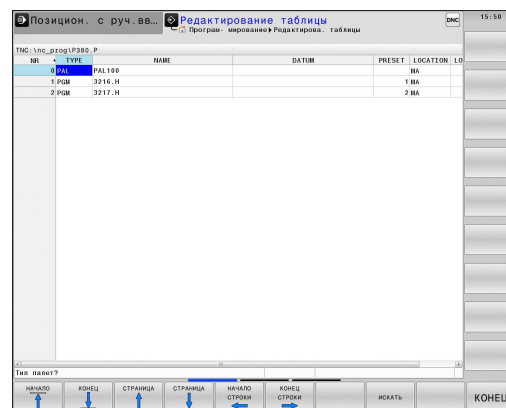 Позицион. с руч.вв… Редактирование таблицы DNC 15:50
Програм- мирование Редактирова. таблицы
TNC:\nc_prog\P380.P
NR TYPE NAME DATUM PRESET LOCATION LO
0 PAL PAL100 MA
1 PGM 3216.H 1 MA
2 PGM 3217.H 2 MA
Тип палет?
НАЧАЛО КОНЕЦ СТРАНИЦА СТРАНИЦА НАЧАЛО СТРОКИ КОНЕЦ СТРОКИ ИСКАТЬ КОНЕЦ